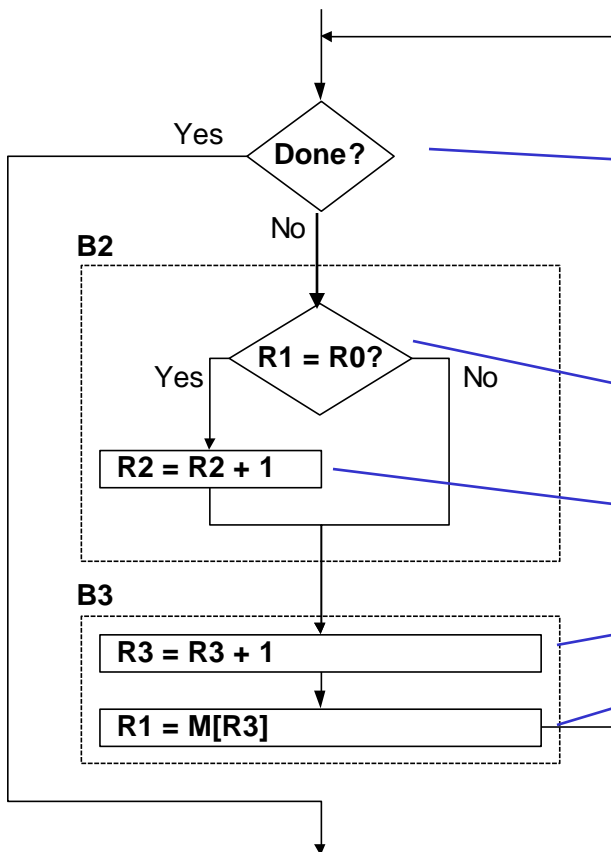 Yes
Done?
No
B2
R1 = R0?
Yes
No
R2 = R2 + 1
B3
R3 = R3 + 1
R1 = M[R3]